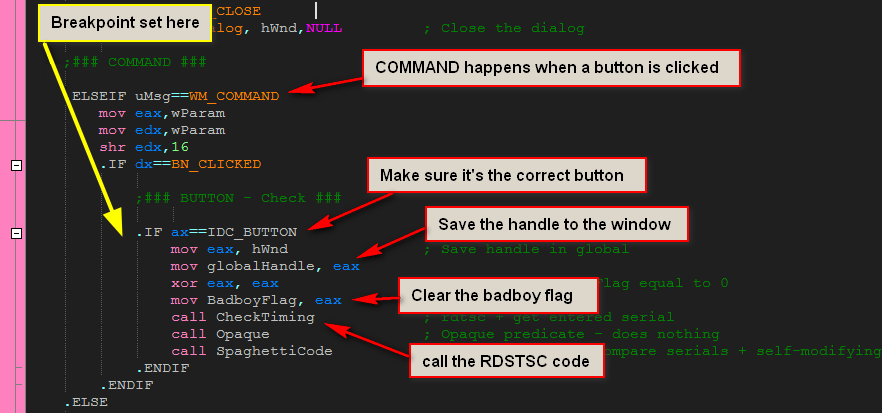 Breakpoint set here
_CLOSE
alog, hWnd,NULL ; Close the dialog
;### COMMAND ###
COMMAND happens when a button is clicked
ELSEIF uMsg==WM_COMMAND
mov eax,wParam
mov edx,wParam
shr edx,16
.IF dx==BN_CLICKED
Make sure it's the correct button
;### BUTTON - Check ###
Save the handle to the window
.IF ax==IDC_BUTTON
mov eax, hWnd ; Save handle in global
mov globalHandle, eax
xor eax, eax lag equal to 0
Clear the badboy flag
mov BadboyFlag, eax
call CheckTiming ; rdtsc + get entered serial
call Opaque ; Opaque predicate - does nothing
call SpaghettiCode ompare serials + self-modifying
call the RDSTSC code
.ENDIF
.ENDIF
.ELSE